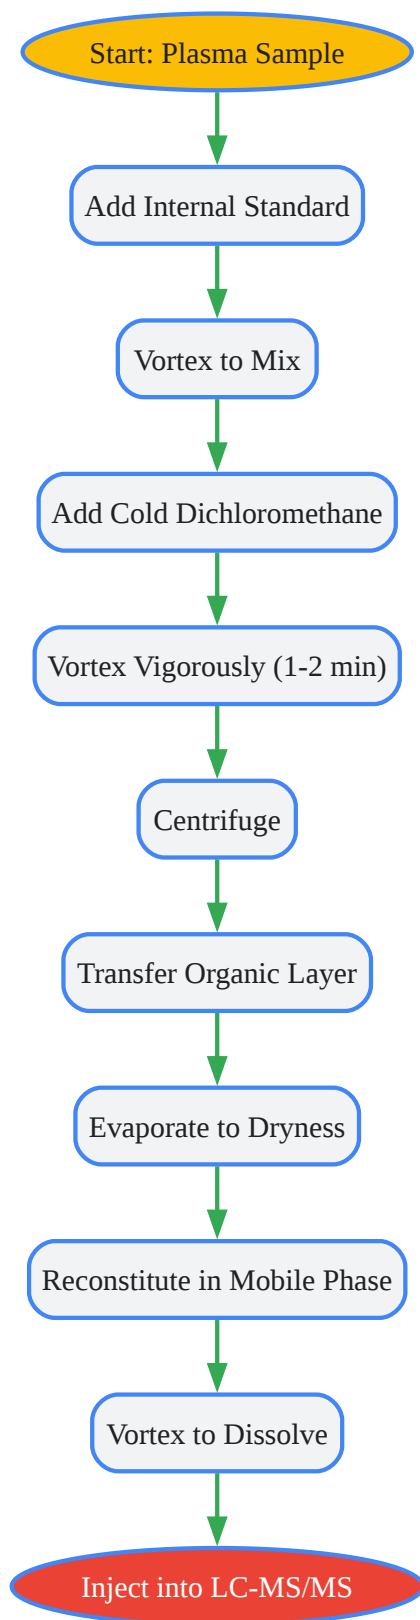 Start: Plasma Sample
Add Internal Standard
Vortex to Mix
Add Cold Dichloromethane
Vortex Vigorously (1-2 min)
Centrifuge
Transfer Organic Layer
Evaporate to Dryness
Reconstitute in Mobile Phase
Vortex to Dissolve
Inject into LC-MS/MS